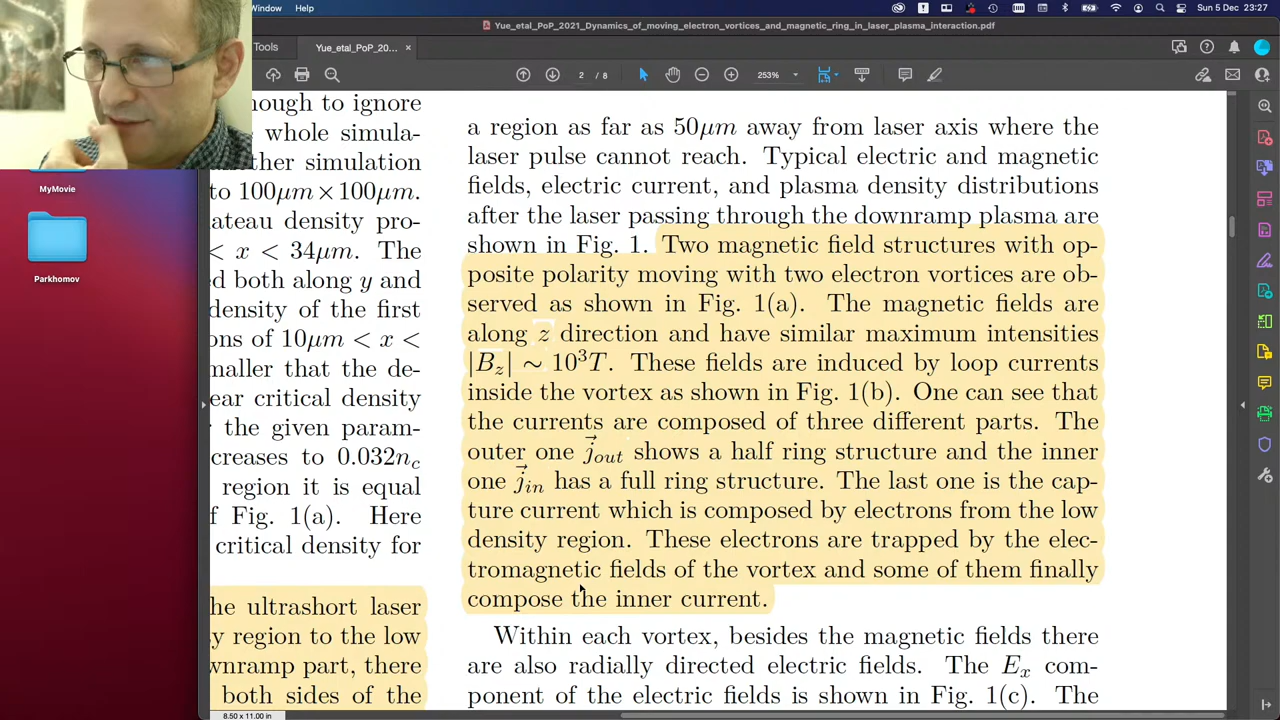 Window Help
Sun 5 Dec 23:27
Yue_etal_PoP_2021_Dynamics_of_moving_electron_vortices_and_magnetic_ring_in_laser_plasma_interaction.pdf
Tools
Yue_etal_PoP_20... ×
2 / 8
253%
MyMovie
Parkhomov
nough to ignore
whole simula-
ther simulation
to 100μm×100μm.
ateau density pro-
< x < 34μm. The
ed both along y and
density of the first
ons of 10μm < x <
maller that the de-
ear critical density
the given param-
creases to 0.032n_c
region it is equal
f Fig. 1(a). Here
critical density for
he ultrashort laser
y region to the low
wnramp part, there
both sides of the
a region as far as 50μm away from laser axis where the
laser pulse cannot reach. Typical electric and magnetic
fields, electric current, and plasma density distributions
after the laser passing through the downramp plasma are
shown in Fig. 1. Two magnetic field structures with op-
posite polarity moving with two electron vortices are ob-
served as shown in Fig. 1(a). The magnetic fields are
along z direction and have similar maximum intensities
|B_z| ∼ 10³T. These fields are induced by loop currents
inside the vortex as shown in Fig. 1(b). One can see that
the currents are composed of three different parts. The
outer one j⃗_out shows a half ring structure and the inner
one j⃗_in has a full ring structure. The last one is the cap-
ture current which is composed by electrons from the low
density region. These electrons are trapped by the elec-
tromagnetic fields of the vortex and some of them finally
compose the inner current.
Within each vortex, besides the magnetic fields there
are also radially directed electric fields. The E_x com-
ponent of the electric fields is shown in Fig. 1(c). The
8.50 x 11.00 in